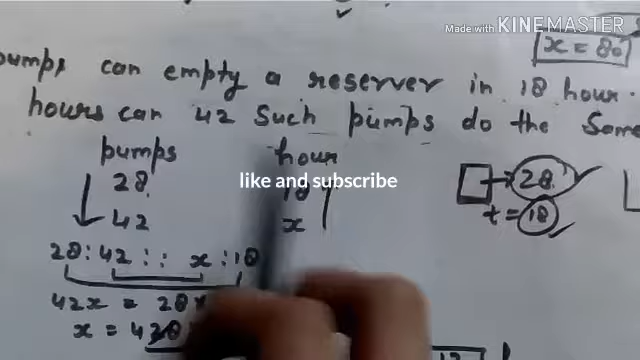 Made with KINEMASTER
x = 80
pumps can empty a reserver in 18 hour.
hours can 42 Such pumps do the Same
pumps hour
28 18
42 x
like and subscribe
28
t = 18
28 : 42 : : x : 18
42x = 28
x =